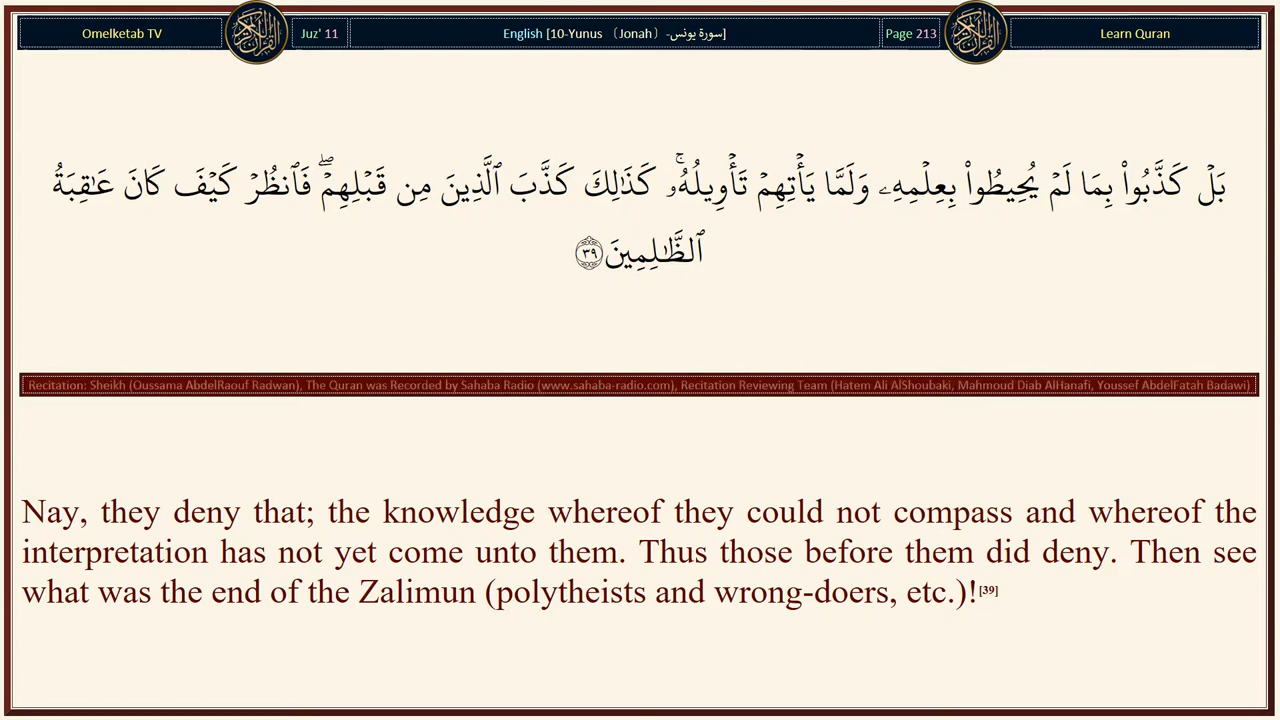 Omelketab TV
Juz' 11
English [10-Yunus （Jonah）-سورة يونس]
Page 213
Learn Quran
بَلۡ كَذَّبُواْ بِمَا لَمۡ يُحِيطُواْ بِعِلۡمِهِۦ وَلَمَّا يَأۡتِهِمۡ تَأۡوِيلُهُۥۚ كَذَٰلِكَ كَذَّبَ ٱلَّذِينَ مِن قَبۡلِهِمۡۖ فَٱنظُرۡ كَيۡفَ كَانَ عَٰقِبَةُ
ٱلظَّٰلِمِينَ ٣٩
Recitation: Sheikh (Oussama AbdelRaouf Radwan), The Quran was Recorded by Sahaba Radio (www.sahaba-radio.com), Recitation Reviewing Team (Hatem Ali AlShoubaki, Mahmoud Diab AlHanafi, Youssef AbdelFatah Badawi)
Nay, they deny that; the knowledge whereof they could not compass and whereof the
interpretation has not yet come unto them. Thus those before them did deny. Then see
what was the end of the Zalimun (polytheists and wrong-doers, etc.)![39]